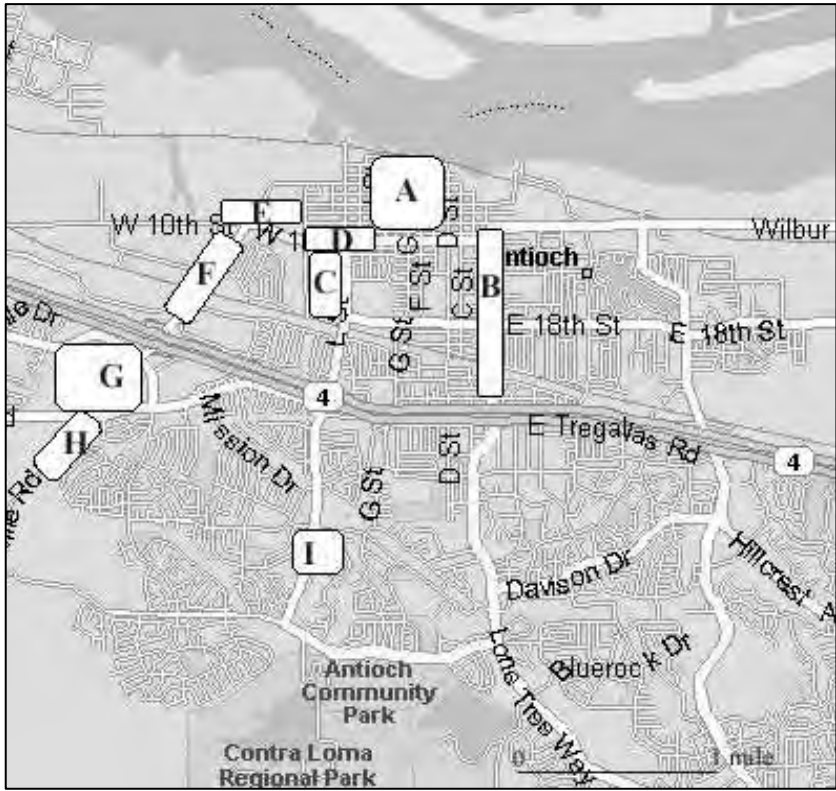 A
E
W 10th St
W 1
D
D St
Wilbur
G
F
C
F St
C St
B
ntioch
E 18th St
E 18th St
G St
G
4
H
Mission Dr
E Tregallas Rd
4
D St
G St
I
Davison Dr
Hillcrest A
Bluerock Dr
Lone Tree Way
Antioch
Community
Park
Contra Loma
Regional Park
0
1 mile